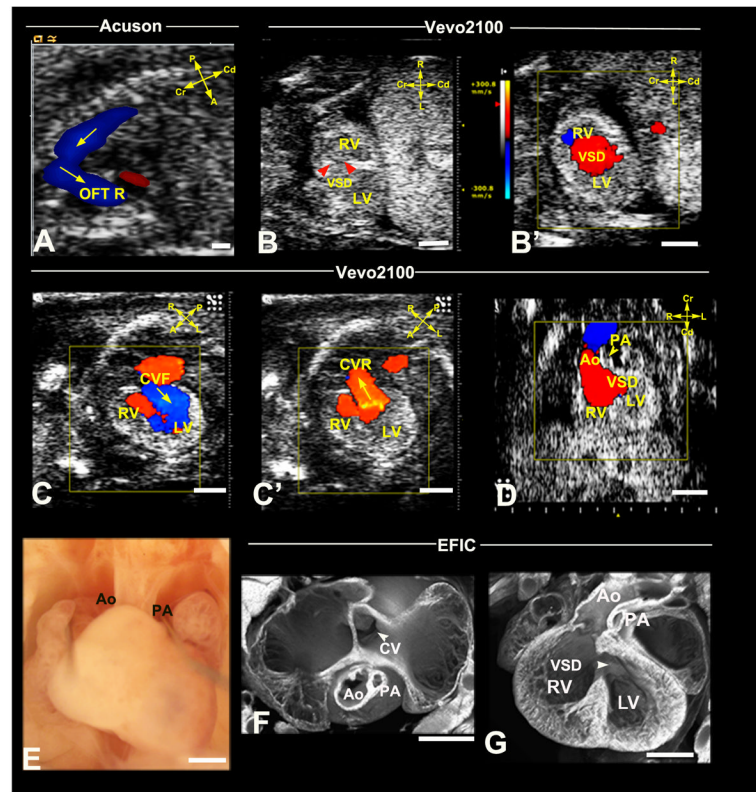 Acuson
Vevo2100
P
Cd
Cr
A
OFT R
A
R
Cr
Cd
L
RV
VSD
LV
B
+300.8
mm/s
-300.8
mm/s
R
Cr
Cd
L
RV
VSD
LV
B’
Vevo2100
R
P
A
L
CVF
RV
LV
C
R
P
A
L
CVR
RV
LV
C’
Cr
R
L
Cd
PA
Ao
VSD
LV
RV
D
EFIC
Ao
PA
E
CV
Ao
PA
F
Ao
PA
VSD
RV
LV
G